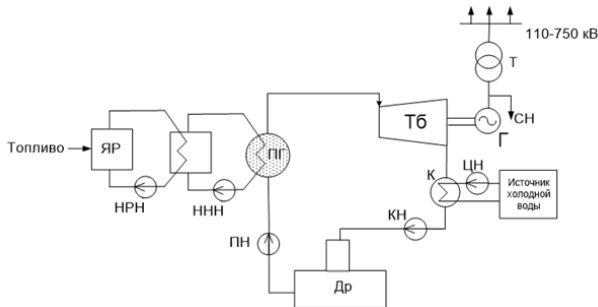 110-750 кВ
Т
СН
Г
Тб
Топливо
ЯР
ПГ
НРН
ННН
К
ЦН
Источник
холодной
воды
КН
ПН
Др